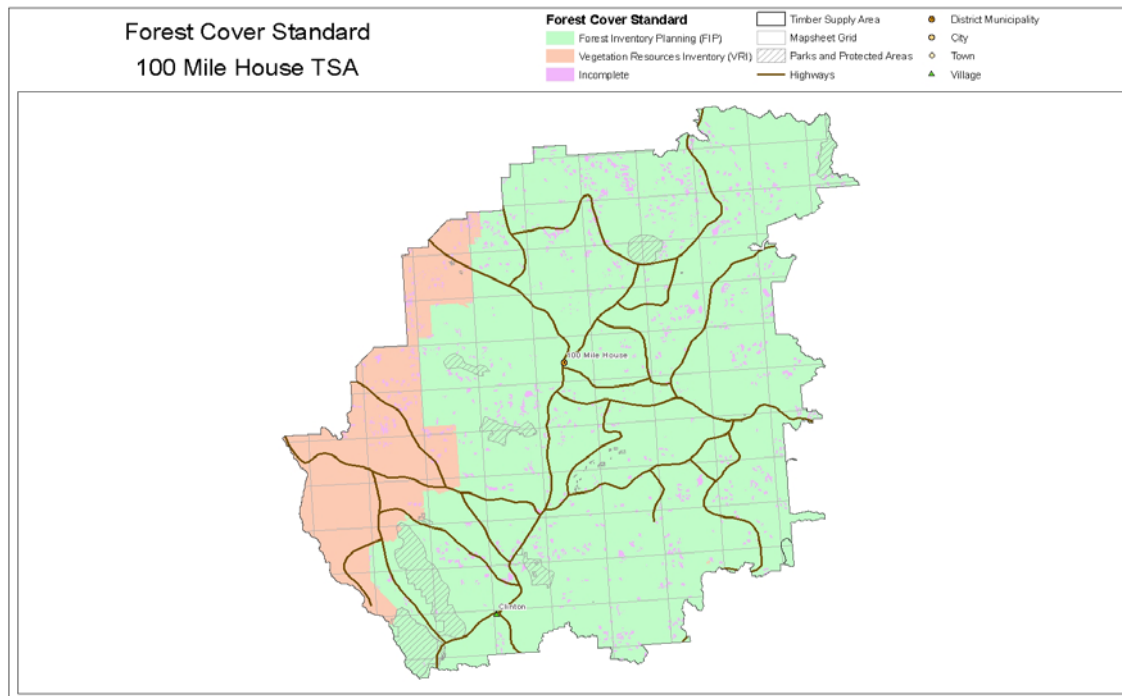 Forest Cover Standard
100 Mile House TSA
Forest Cover Standard
Forest Inventory Planning (FIP)
Vegetation Resources Inventory (VRI)
Incomplete
Timber Supply Area
Mapsheet Grid
Parks and Protected Areas
Highways
District Municipality
City
Town
Village
100 Mile House
Clinton